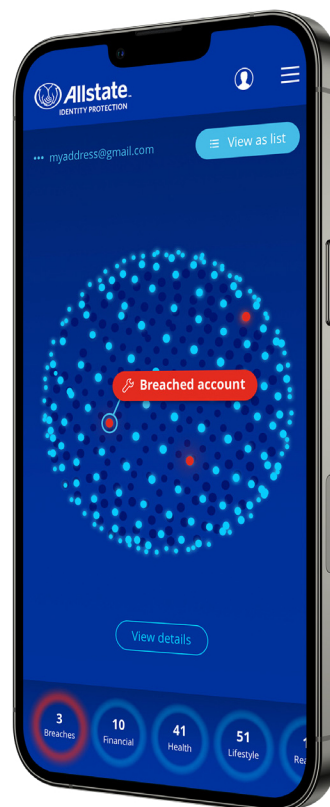 Allstate
IDENTITY PROTECTION
••• myaddress@gmail.com
View as list
Breached account
View details
3
Breaches
10
Financial
41
Health
51
Lifestyle